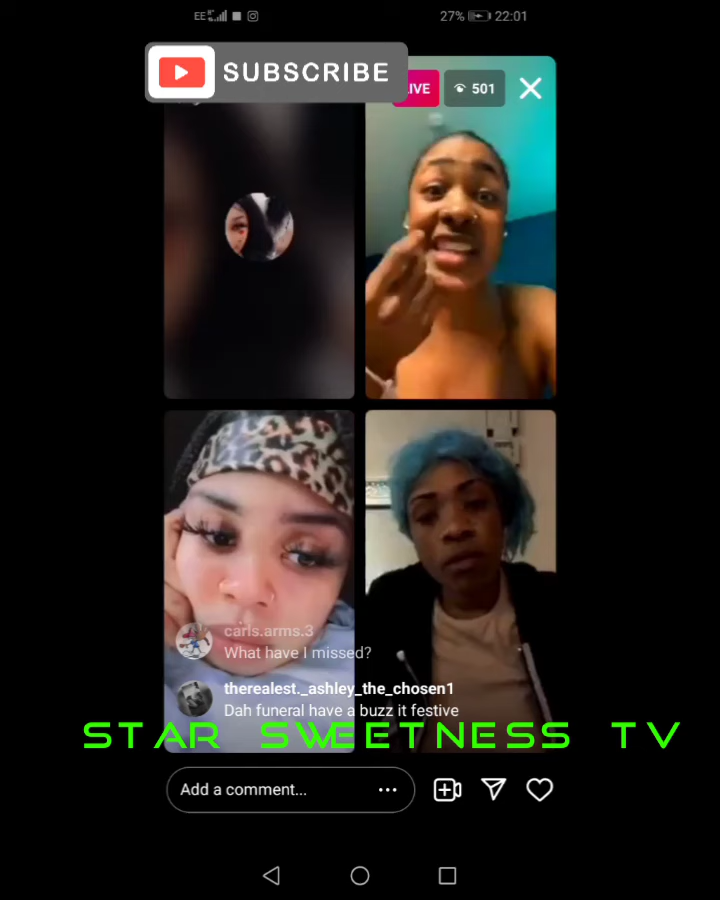 EE 27% 22:01
SUBSCRIBE
IVE 501
carls.arms.3
What have I missed?
therealest._ashley_the_chosen1
Dah funeral have a buzz it festive
STAR SWEETNESS TV
Add a comment...